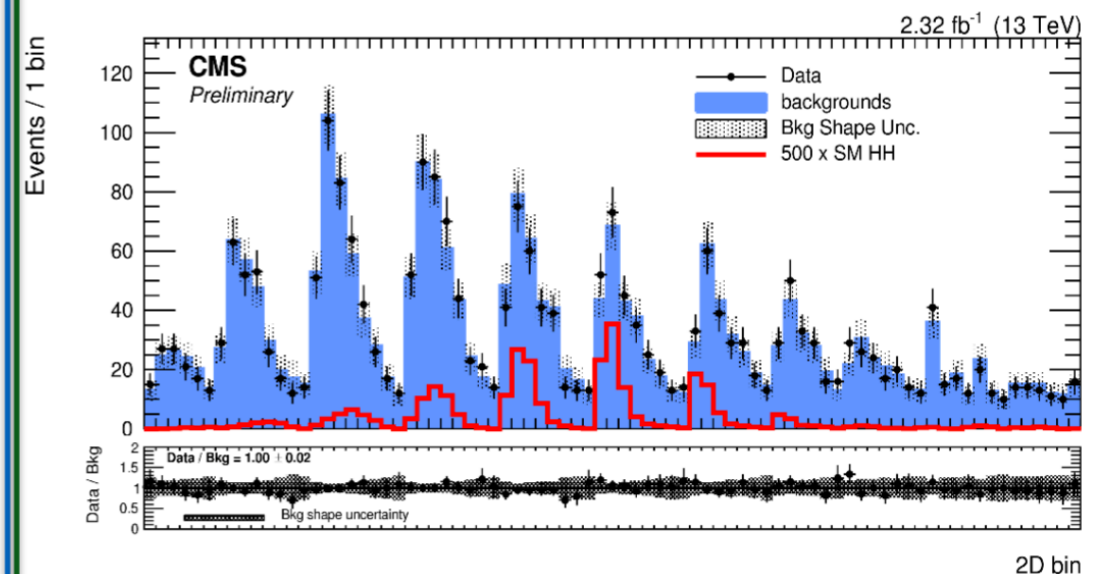 2.32 fb⁻¹ (13 TeV)
Events / 1 bin
CMS
Preliminary
Data
backgrounds
Bkg Shape Unc.
500 x SM HH
120
100
80
60
40
20
0
Data / Bkg
2
1.5
1
0.5
0
Data / Bkg = 1.00 ± 0.02
Bkg shape uncertainty
2D bin